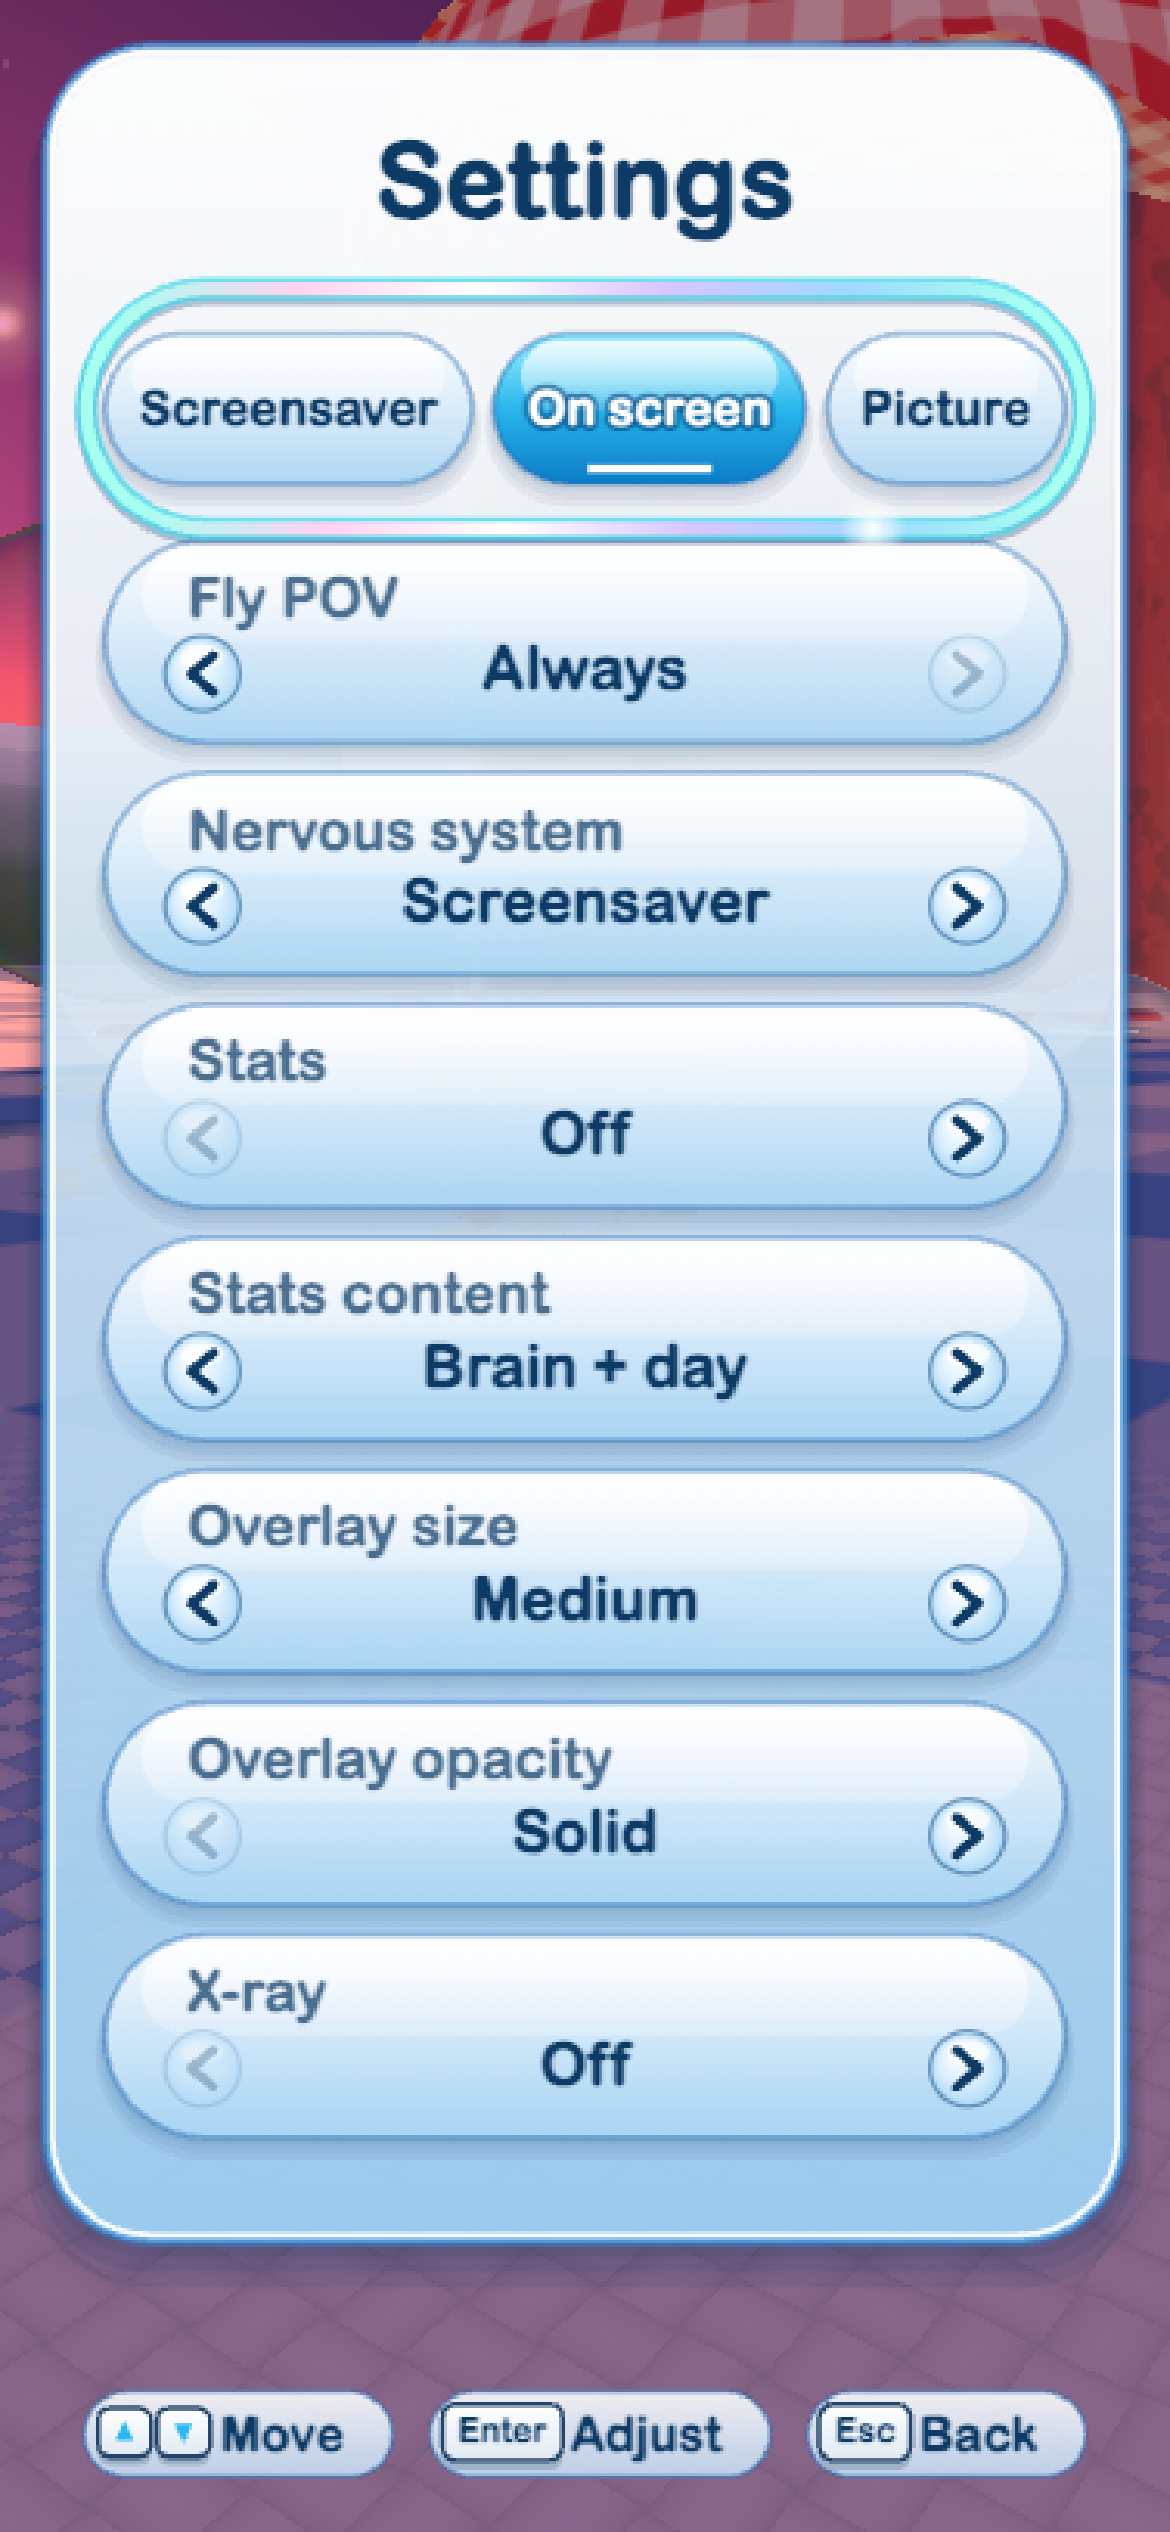 Settings
Screensaver On screen Picture
Fly POV
< Always >
Nervous system
< Screensaver >
Stats
< Off >
Stats content
< Brain + day >
Overlay size
< Medium >
Overlay opacity
< Solid >
X-ray
< Off >
▲ ▼ Move Enter Adjust Esc Back